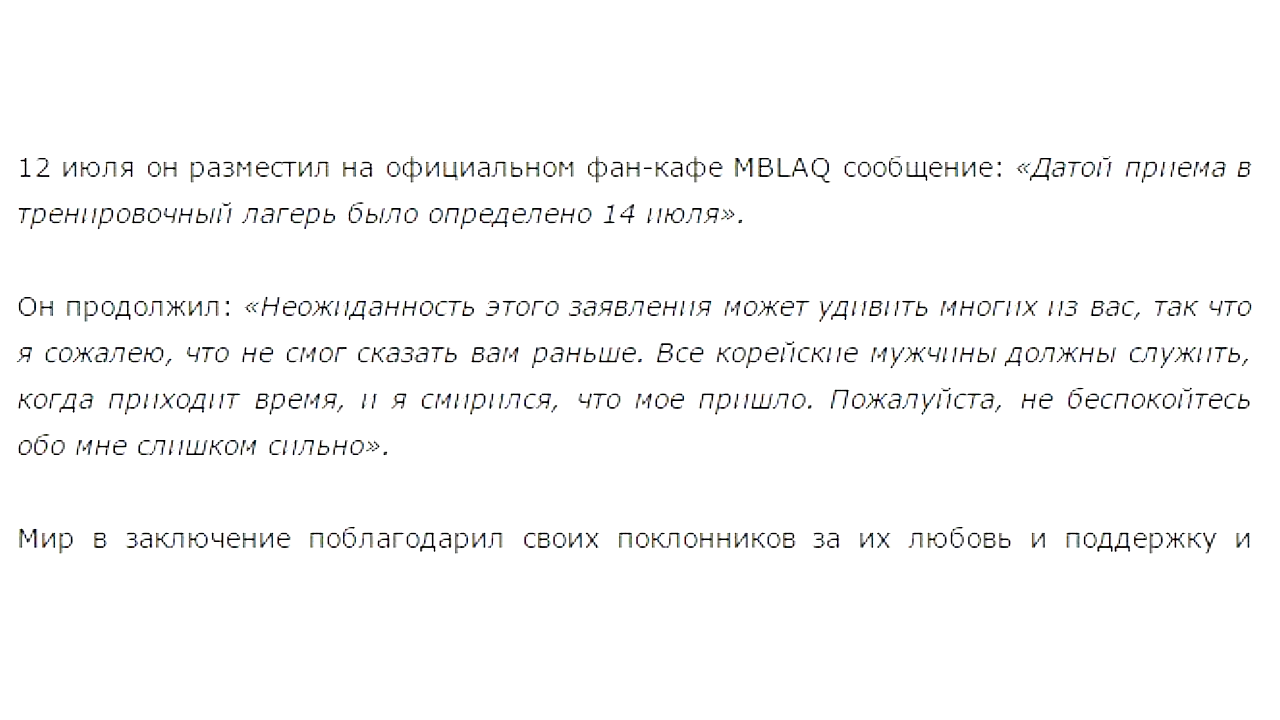 12 июля он разместил на официальном фан-кафе MBLAQ сообщение: «Датой приема в
тренировочный лагерь было определено 14 июля».
Он продолжил: «Неожиданность этого заявления может удивить многих из вас, так что
я сожалею, что не смог сказать вам раньше. Все корейские мужчины должны служить,
когда приходит время, и я смирился, что мое пришло. Пожалуйста, не беспокойтесь
обо мне слишком сильно».
Мир в заключение поблагодарил своих поклонников за их любовь и поддержку и